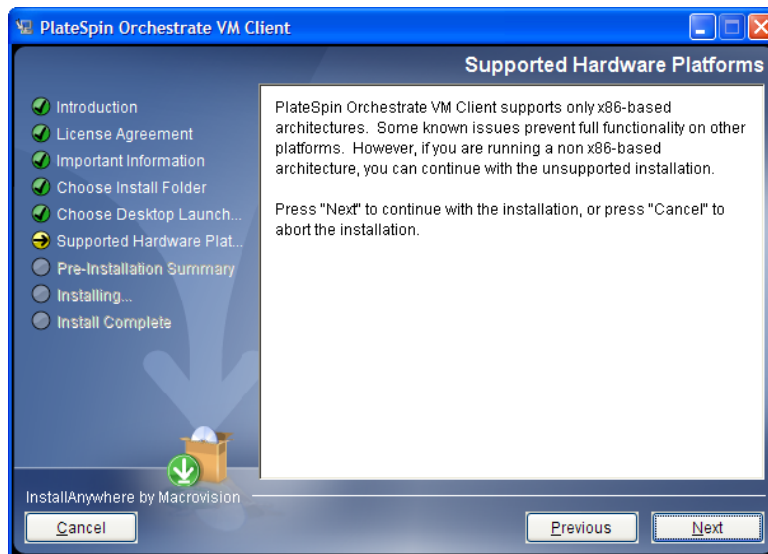 PlateSpin Orchestrate VM Client
Supported Hardware Platforms
Introduction
License Agreement
Important Information
Choose Install Folder
Choose Desktop Launch...
Supported Hardware Plat...
Pre-Installation Summary
Installing...
Install Complete
PlateSpin Orchestrate VM Client supports only x86-based
architectures.  Some known issues prevent full functionality on other
platforms.  However, if you are running a non x86-based
architecture, you can continue with the unsupported installation.
Press "Next" to continue with the installation, or press "Cancel" to
abort the installation.
InstallAnywhere by Macrovision
Cancel
Previous
Next